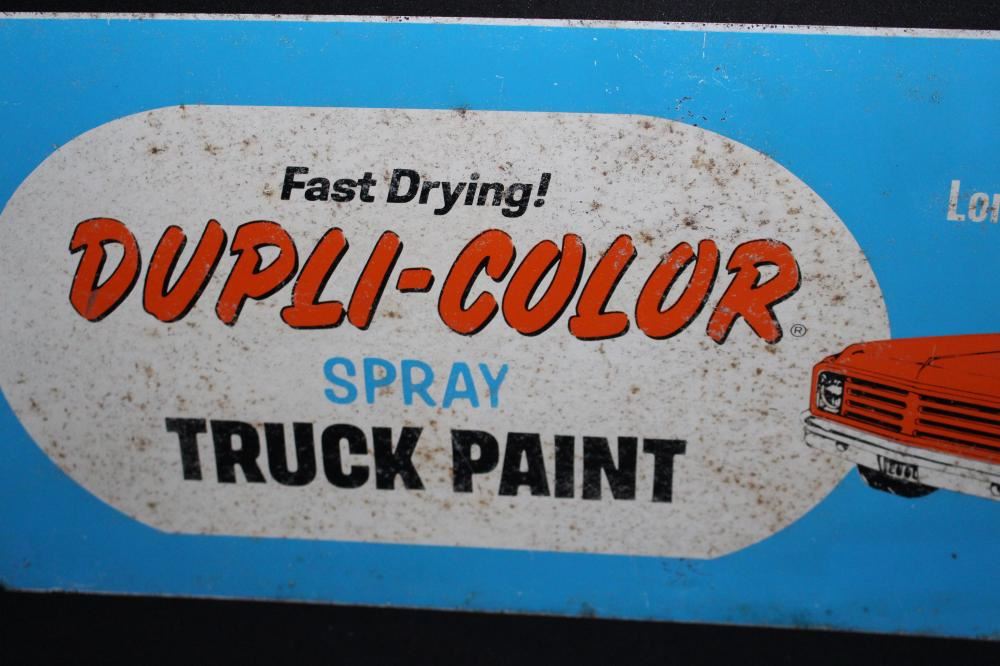 Fast Drying!
DUPLI-COLOR®
SPRAY
TRUCK PAINT